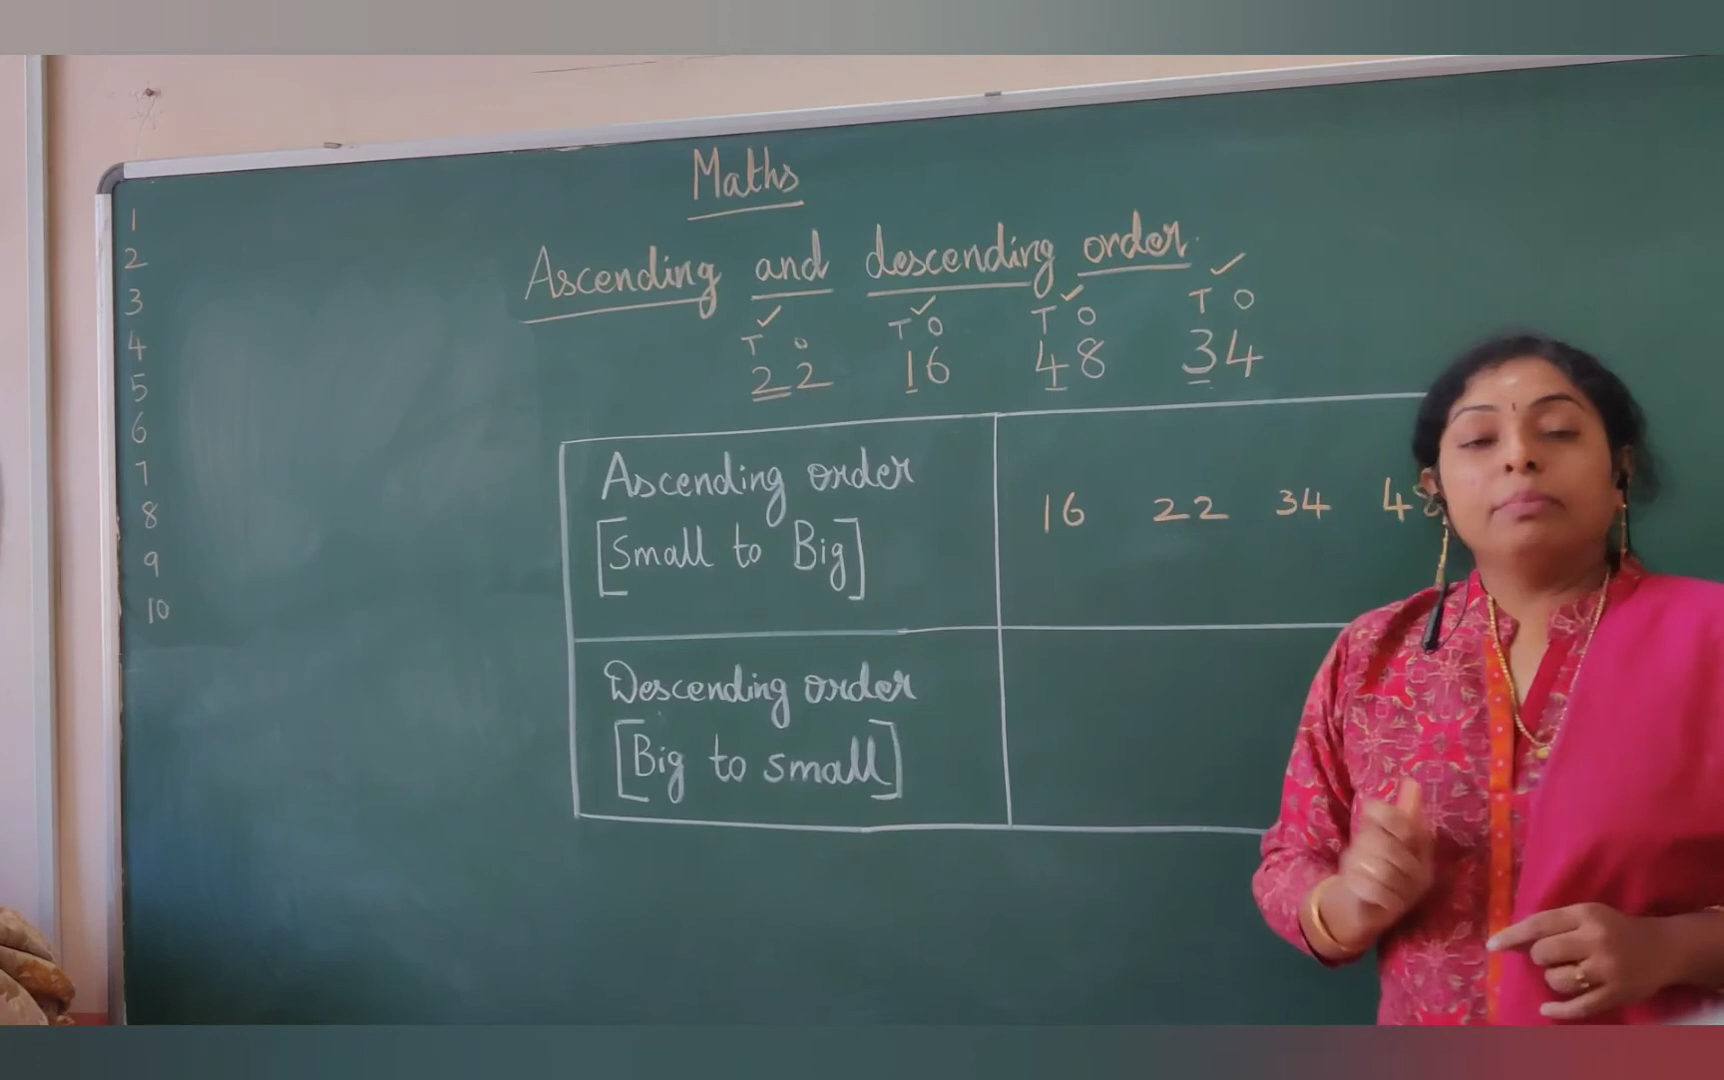 Maths
Ascending and descending order.
T O T O T O T O
22 16 48 34
Ascending order
[Small to Big]
16 22 34 48
Descending order
[Big to small]
1
2
3
4
5
6
7
8
9
10